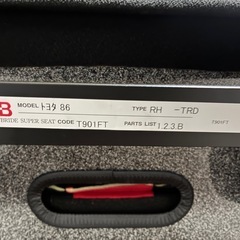 B MODEL トヨタ 86 TYPE RH -TRD
BRIDE SUPER SEAT CODE T901FT PARTS LIST 1.2.3.B T901FT